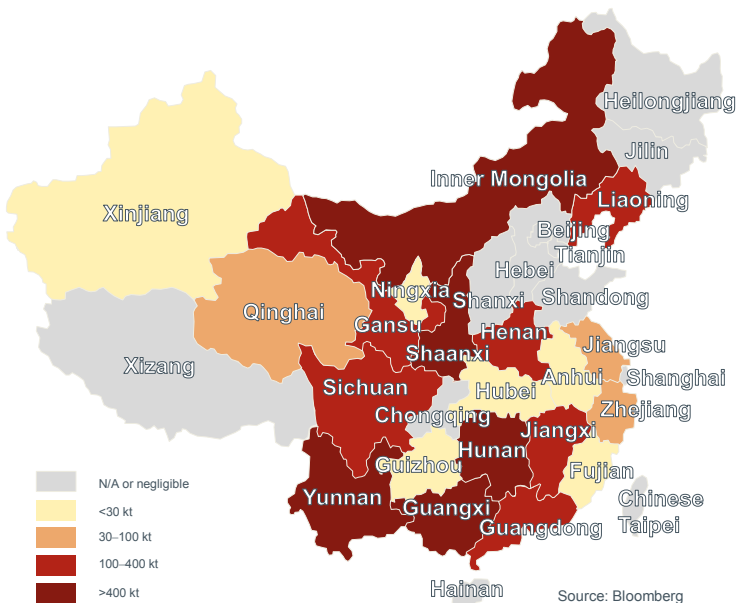 Heilongjiang
Jilin
Inner Mongolia
Liaoning
Xinjiang
Beijing
Tianjin
Hebei
Ningxia
Shanxi
Shandong
Qinghai
Gansu
Henan
Jiangsu
Shaanxi
Xizang
Anhui
Shanghai
Sichuan
Hubei
Zhejiang
Chongqing
Jiangxi
Hunan
Guizhou
Fujian
N/A or negligible
Yunnan
Chinese
Taipei
Guangxi
<30 kt
Guangdong
30–100 kt
100–400 kt
Hainan
>400 kt
Source: Bloomberg